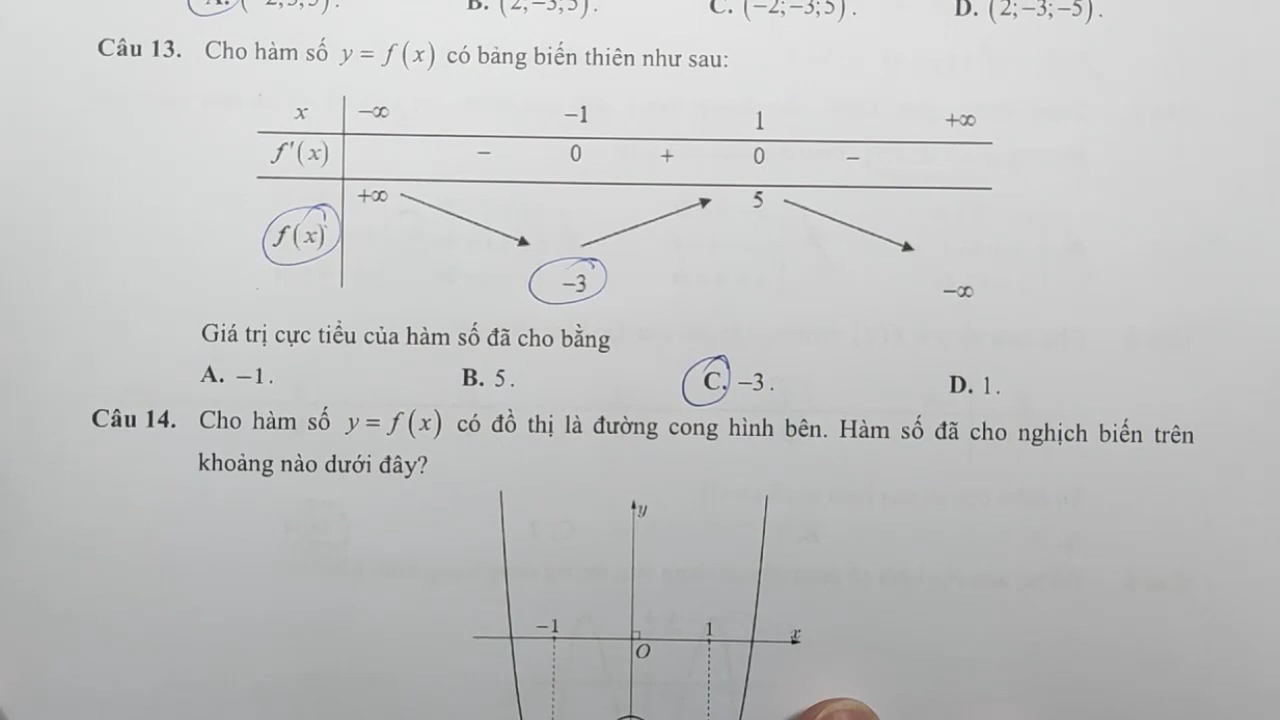 A. (−2;3;5). B. (2;−3;5). C. (−2;−3;5). D. (2;−3;−5).
Câu 13. Cho hàm số y = f(x) có bảng biến thiên như sau:
x −∞ −1 1 +∞
f'(x) − 0 + 0 −
+∞ 5
f(x)
−3 −∞
Giá trị cực tiểu của hàm số đã cho bằng
A. −1. B. 5. C. −3. D. 1.
Câu 14. Cho hàm số y = f(x) có đồ thị là đường cong hình bên. Hàm số đã cho nghịch biến trên
khoảng nào dưới đây?
y
−1 1 x
O